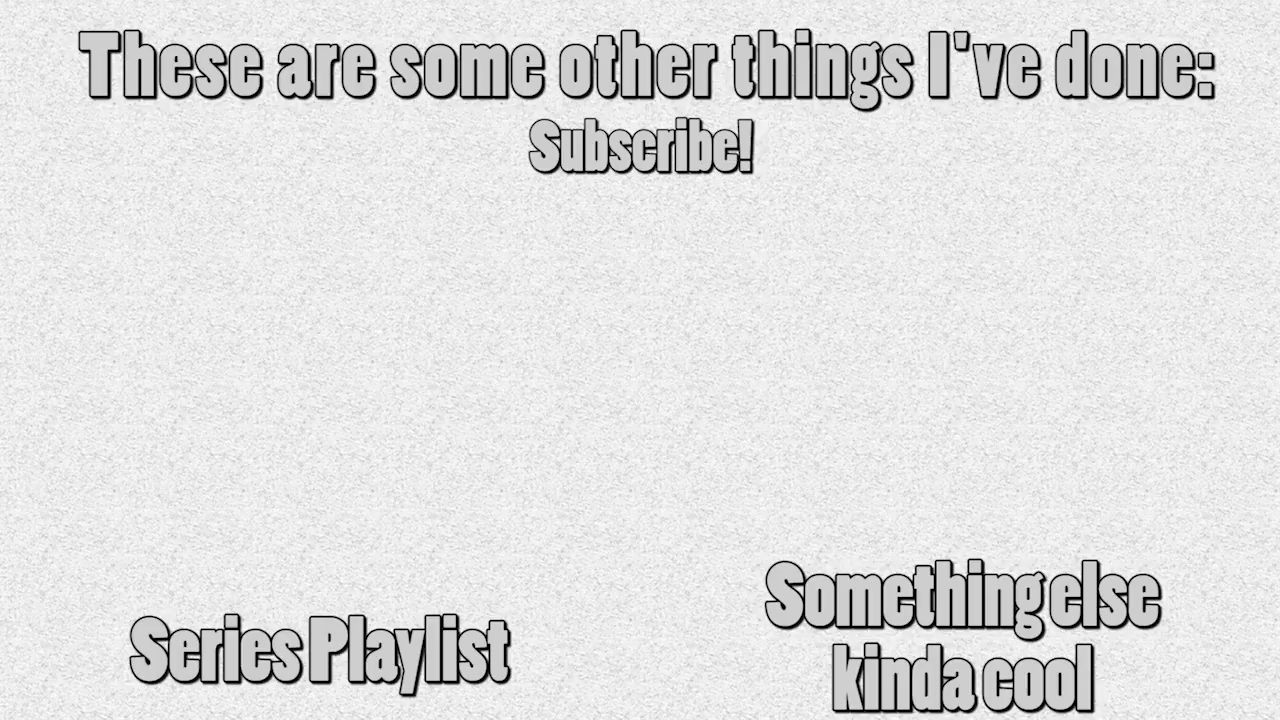 These are some other things I've done:
Subscribe!
Series Playlist
Something else
kinda cool